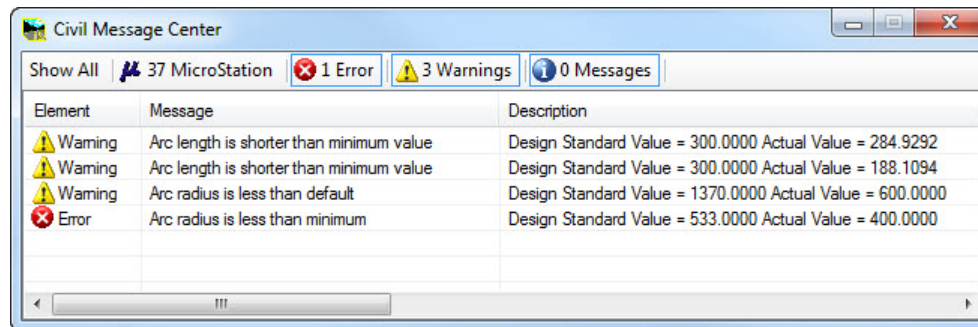 Civil Message Center
Show All 37 MicroStation 1 Error 3 Warnings 0 Messages
Element Message Description
Warning Arc length is shorter than minimum value Design Standard Value = 300.0000 Actual Value = 284.9292
Warning Arc length is shorter than minimum value Design Standard Value = 300.0000 Actual Value = 188.1094
Warning Arc radius is less than default Design Standard Value = 1370.0000 Actual Value = 600.0000
Error Arc radius is less than minimum Design Standard Value = 533.0000 Actual Value = 400.0000